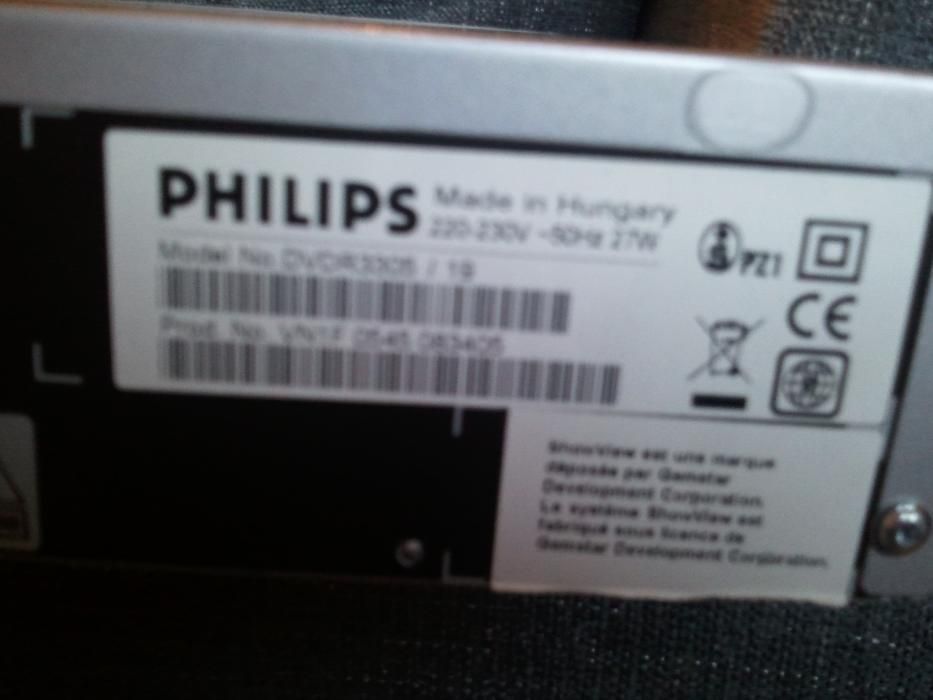 PHILIPS
Made in Hungary
220-230V ~50Hz 27W
Model No. DVDR3305 / 19
Prod. No. VN1F 0545 083405
PZ1
CE
ShowView est une marque
déposée par Gemstar
Development Corporation.
Le système ShowView est
fabriqué sous licence de
Gemstar Development Corporation.